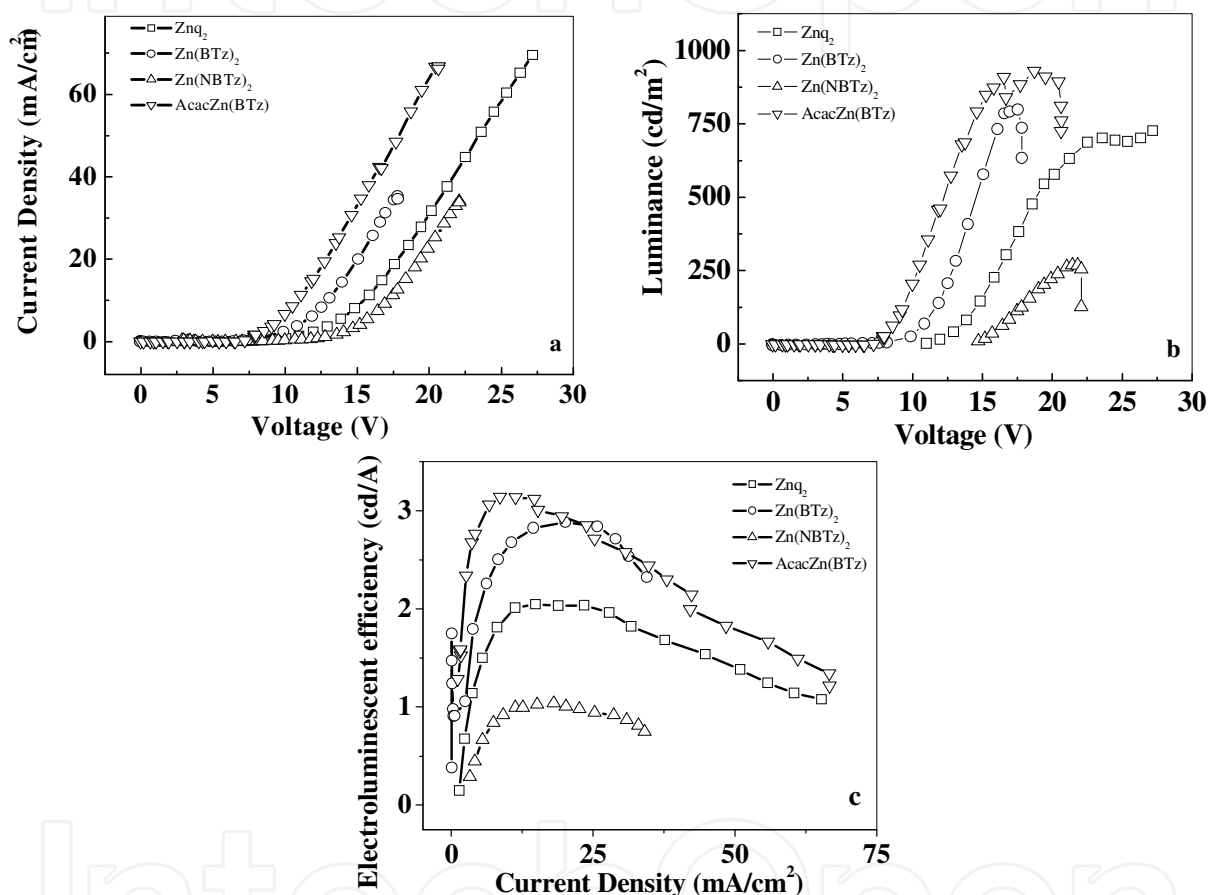 Current Density (mA/cm²)
Znq₂
Zn(BTz)₂
Zn(NBTz)₂
AcacZn(BTz)
60
40
20
0
a
0 5 10 15 20 25 30
Voltage (V)
Luminance (cd/m²)
Znq₂
Zn(BTz)₂
Zn(NBTz)₂
AcacZn(BTz)
1000
750
500
250
0
b
0 5 10 15 20 25 30
Voltage (V)
Electroluminescent efficiency (cd/A)
Znq₂
Zn(BTz)₂
Zn(NBTz)₂
AcacZn(BTz)
3
2
1
0
c
0 25 50 75
Current Density (mA/cm²)